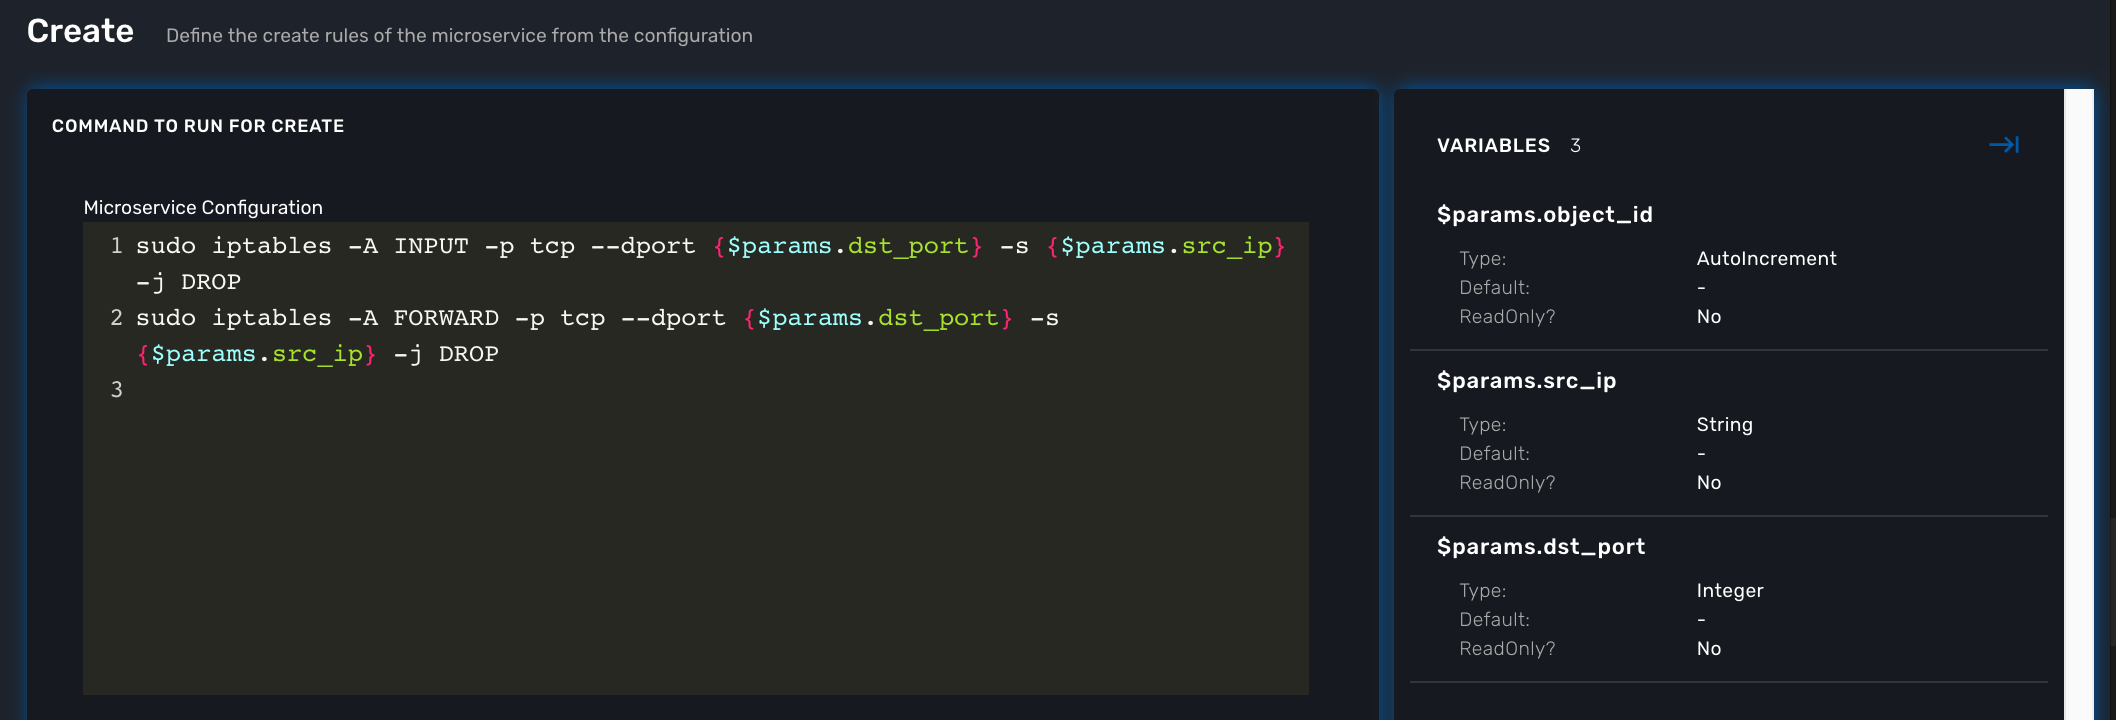 Create Define the create rules of the microservice from the configuration
COMMAND TO RUN FOR CREATE
Microservice Configuration
1 sudo iptables -A INPUT -p tcp --dport {$params.dst_port} -s {$params.src_ip}
-j DROP
2 sudo iptables -A FORWARD -p tcp --dport {$params.dst_port} -s
{$params.src_ip} -j DROP
3
VARIABLES 3
$params.object_id
Type: AutoIncrement
Default: -
ReadOnly? No
$params.src_ip
Type: String
Default: -
ReadOnly? No
$params.dst_port
Type: Integer
Default: -
ReadOnly? No